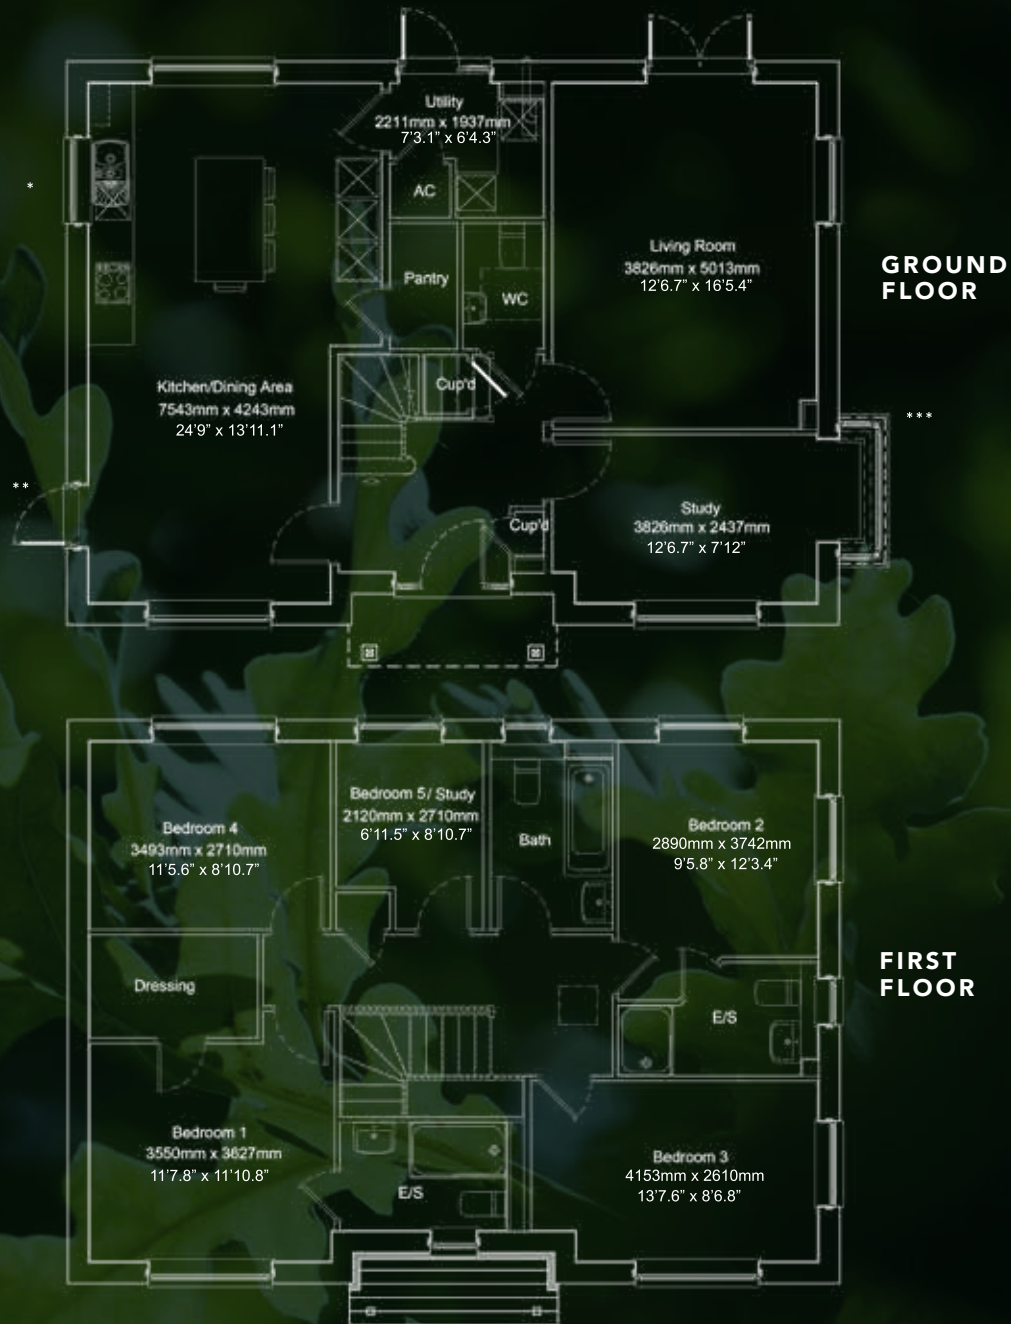 Utility
2211mm x 1937mm
7’3.1” x 6’4.3”
*
AC
Living Room
3826mm x 5013mm
12’6.7” x 16’5.4”
GROUND
FLOOR
Pantry
WC
Kitchen/Dining Area
7543mm x 4243mm
24’9” x 13’11.1”
Cup'd
***
**
Study
3826mm x 2437mm
12’6.7” x 7’12”
Cup'd
Bedroom 4
3493mm x 2710mm
11’5.6” x 8’10.7”
Bedroom 5/ Study
2120mm x 2710mm
6’11.5” x 8’10.7”
Bath
Bedroom 2
2890mm x 3742mm
9’5.8” x 12’3.4”
FIRST
FLOOR
Dressing
E/S
Bedroom 1
3550mm x 3627mm
11’7.8” x 11’10.8”
E/S
Bedroom 3
4153mm x 2610mm
13’7.6” x 8’6.8”